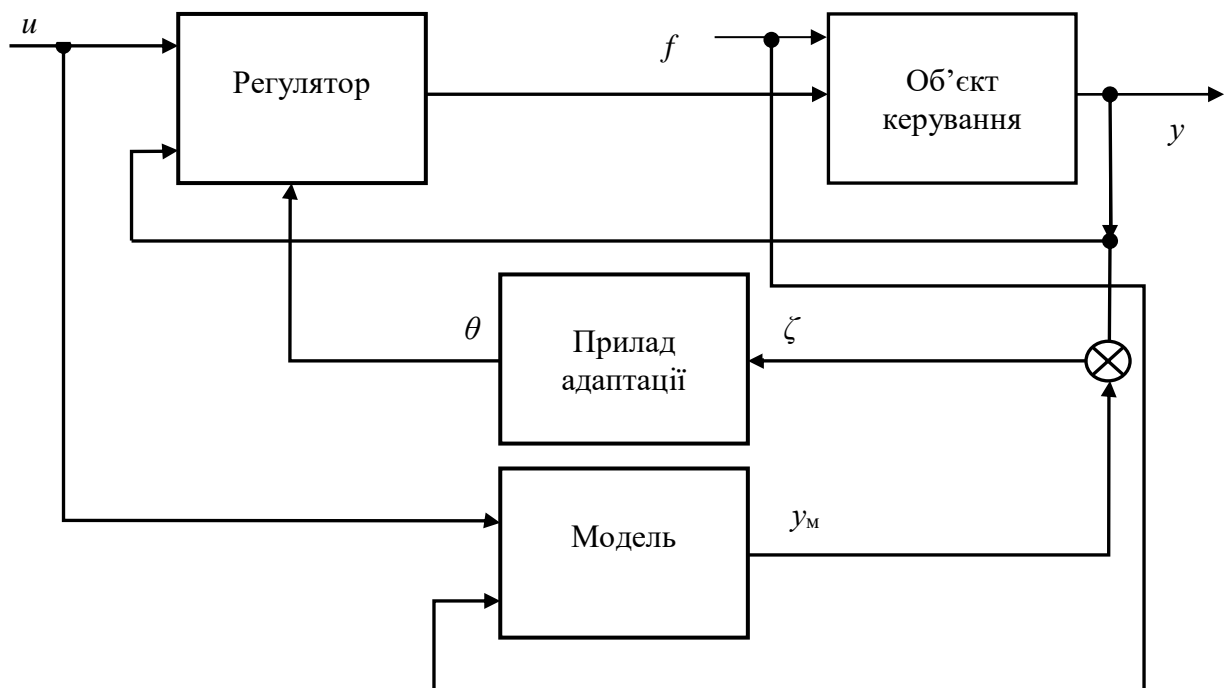 u
Регулятор
f
Об’єкт
керування
y
θ
Прилад
адаптації
ζ
Модель
yм